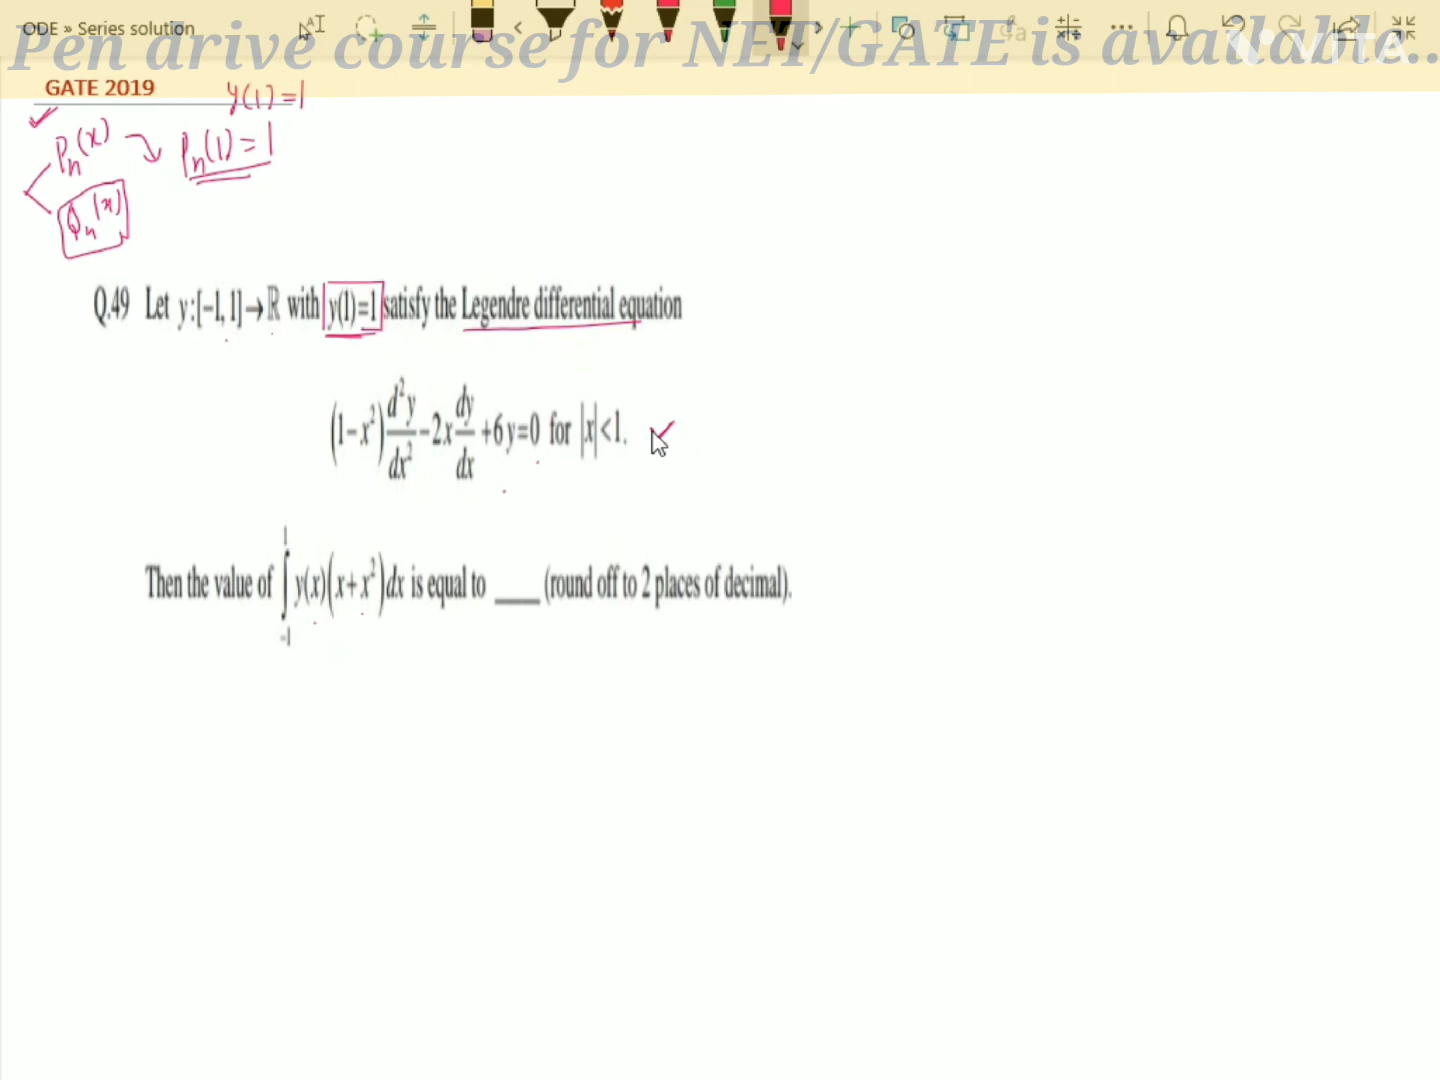 ODE » Series solution
Pen drive course for NET/GATE is available...
VITA
GATE 2019
y(1)=1
Pn(x)
Pn(1)=1
Qn(x)
Q.49 Let y:[-1, 1]→ℝ with y(1)=1 satisfy the Legendre differential equation
(1-x²) d²y/dx² -2x dy/dx +6y=0 for |x|<1.
Then the value of ∫₋₁¹ y(x)(x+x²)dx is equal to ____ (round off to 2 places of decimal).